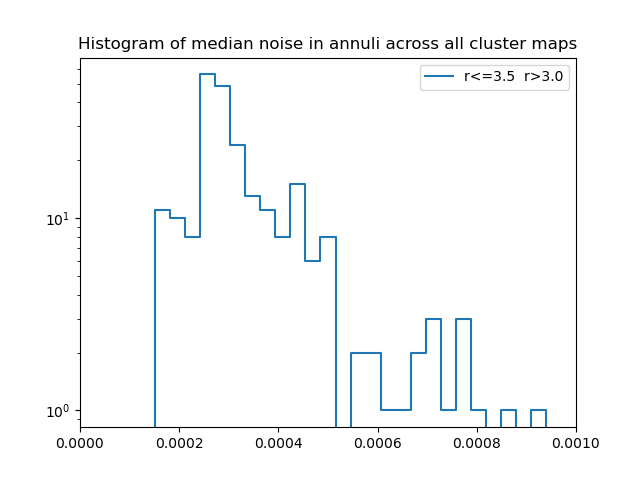 Histogram of median noise in annuli across all cluster maps
r<=3.5  r>3.0
10¹
10⁰
0.0000 0.0002 0.0004 0.0006 0.0008 0.0010